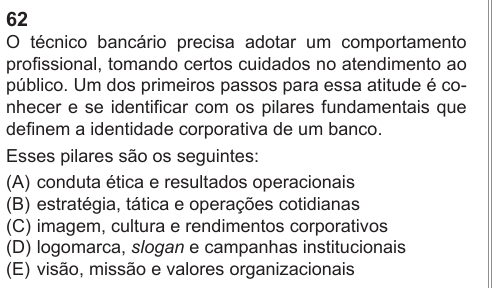 62
O técnico bancário precisa adotar um comportamento
profissional, tomando certos cuidados no atendimento ao
público. Um dos primeiros passos para essa atitude é co-
nhecer e se identificar com os pilares fundamentais que
definem a identidade corporativa de um banco.
Esses pilares são os seguintes:
(A) conduta ética e resultados operacionais
(B) estratégia, tática e operações cotidianas
(C) imagem, cultura e rendimentos corporativos
(D) logomarca, slogan e campanhas institucionais
(E) visão, missão e valores organizacionais